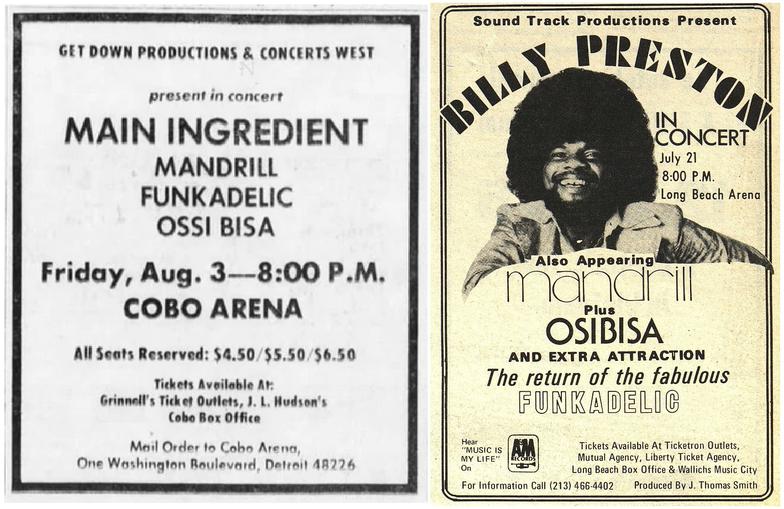 GET DOWN PRODUCTIONS & CONCERTS WEST
present in concert
MAIN INGREDIENT
MANDRILL
FUNKADELIC
OSSI BISA
Friday, Aug. 3—8:00 P.M.
COBO ARENA
All Seats Reserved: $4.50/$5.50/$6.50
Tickets Available At:
Grinnell's Ticket Outlets, J. L. Hudson's
Cobo Box Office
Mail Order to Cobo Arena,
One Washington Boulevard, Detroit 48226
Sound Track Productions Present
BILLY PRESTON
IN
CONCERT
July 21
8:00 P.M.
Long Beach Arena
Also Appearing
mandrill
Plus
OSIBISA
AND EXTRA ATTRACTION
The return of the fabulous
FUNKADELIC
Hear
"MUSIC IS
MY LIFE"
On
A&M
RECORDS
Tickets Available At Ticketron Outlets,
Mutual Agency, Liberty Ticket Agency,
Long Beach Box Office & Wallichs Music City
For Information Call (213) 466-4402 Produced By J. Thomas Smith